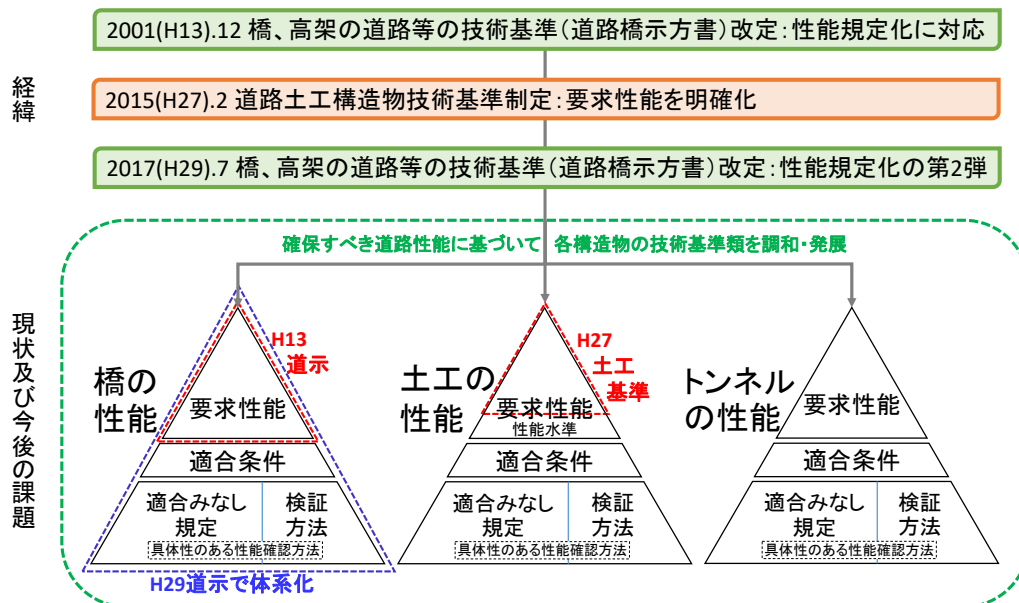 経緯
2001(H13).12 橋、高架の道路等の技術基準(道路橋示方書)改定:性能規定化に対応
2015(H27).2 道路土工構造物技術基準制定:要求性能を明確化
2017(H29).7 橋、高架の道路等の技術基準(道路橋示方書)改定:性能規定化の第2弾
現状及び今後の課題
確保すべき道路性能に基づいて 各構造物の技術基準類を調和・発展
橋の
性能
H13
道示
要求性能
適合条件
適合みなし
規定
検証
方法
具体性のある性能確認方法
H29道示で体系化
土工の
性能
H27
土工
基準
要求性能
性能水準
適合条件
適合みなし
規定
検証
方法
具体性のある性能確認方法
トンネル
の性能
要求性能
適合条件
適合みなし
規定
検証
方法
具体性のある性能確認方法